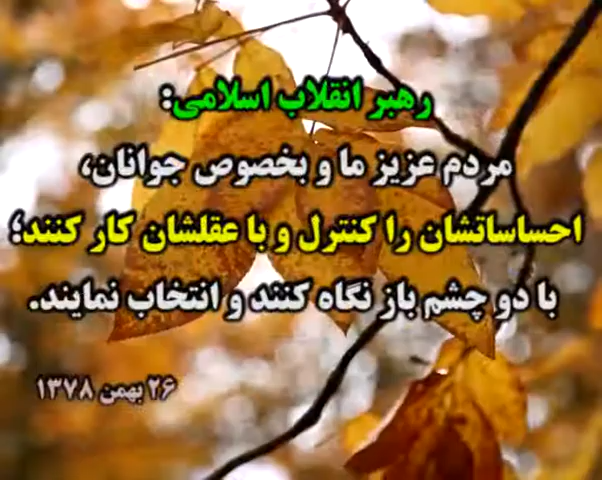 رهبر انقلاب اسلامی:
مردم عزیز ما و بخصوص جوانان،
احساساتشان را کنترل و با عقلشان کار کنند؛
با دو چشم باز نگاه کنند و انتخاب نمایند.
۲۶ بهمن ۱۳۷۸